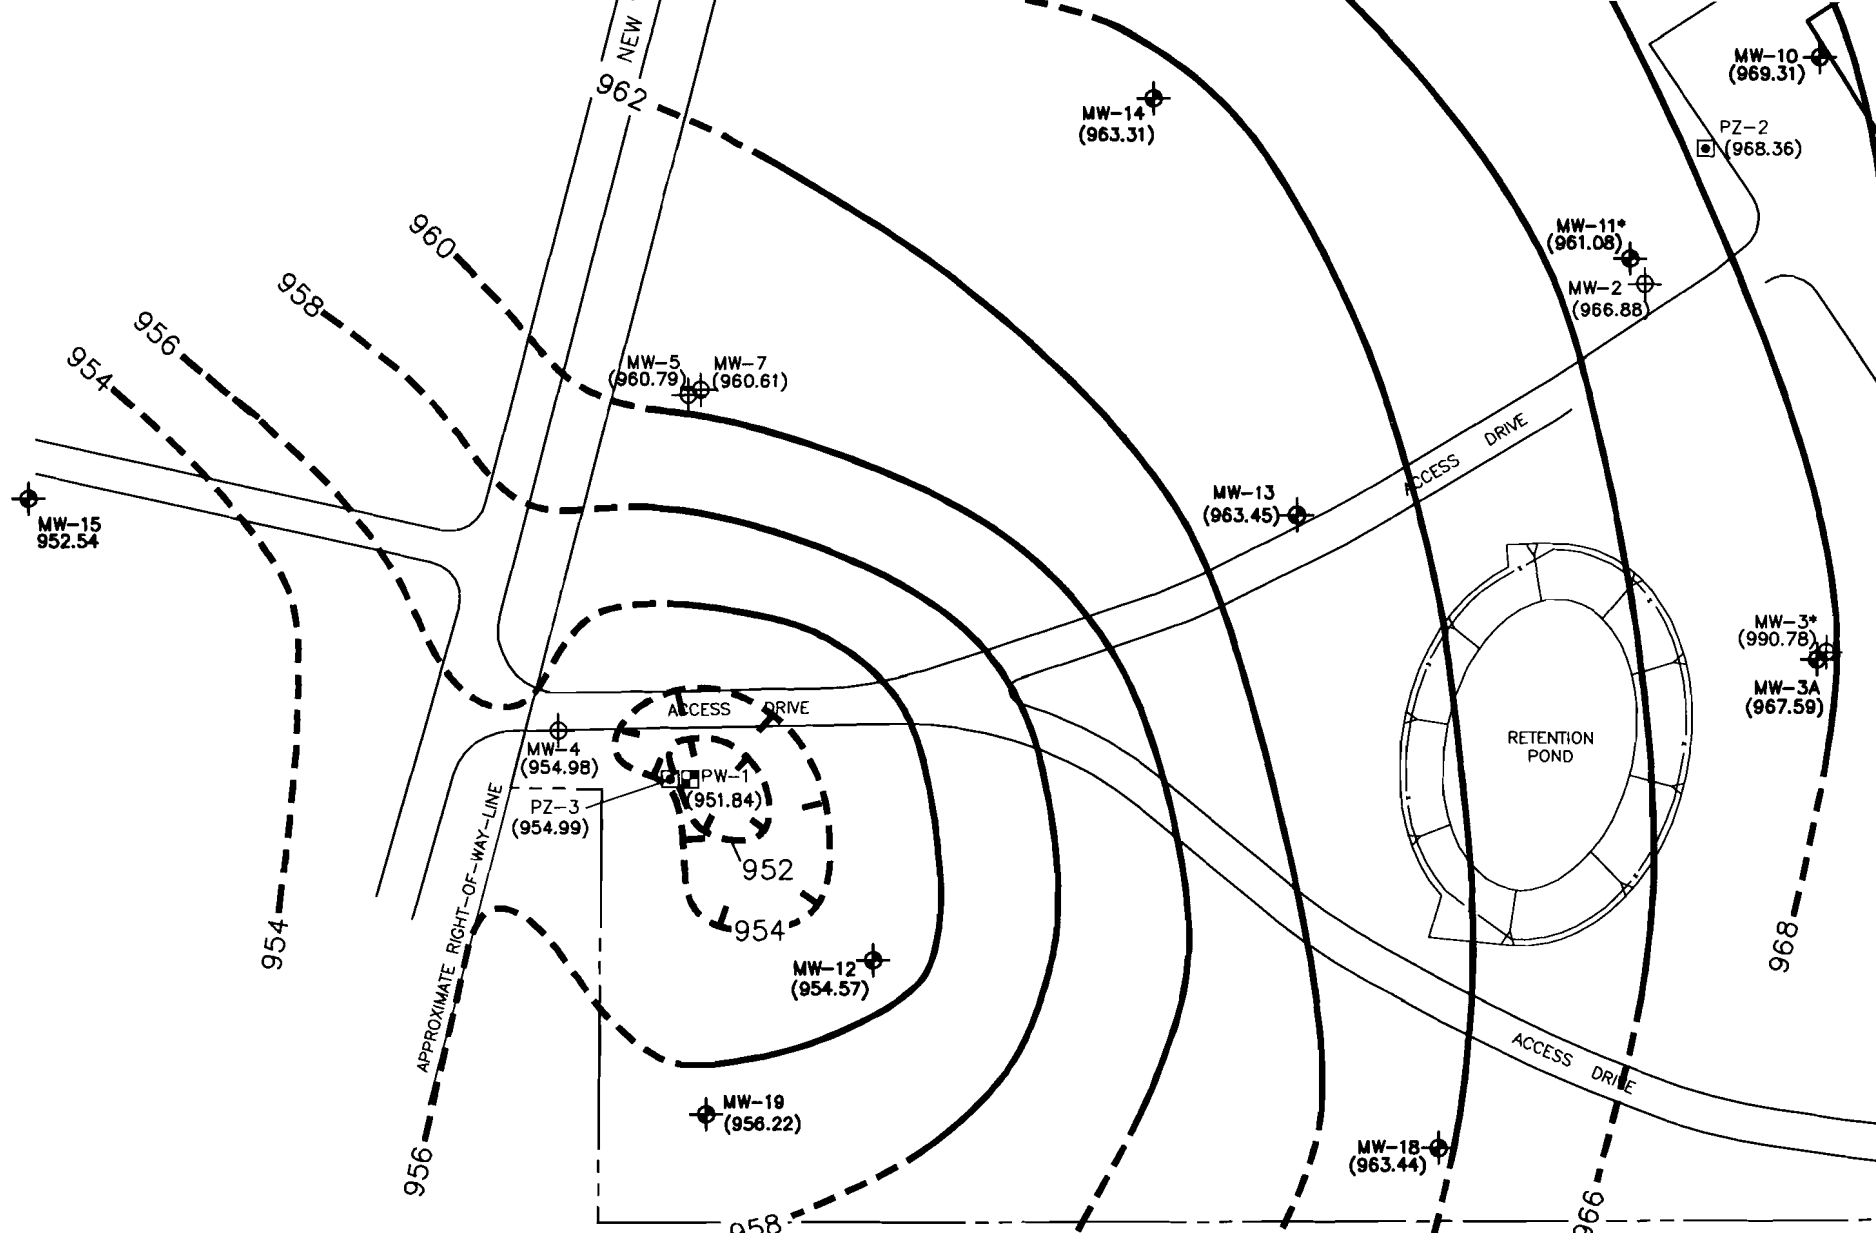 NEW
962
MW-10
(969.31)
MW-14
(963.31)
PZ-2
(968.36)
960
MW-11*
(961.08)
958
MW-2
(966.88)
956
954
MW-5
(960.79)
MW-7
(960.61)
ACCESS DRIVE
MW-13
(963.45)
MW-15
952.54
MW-3*
(990.78)
MW-3A
(967.59)
ACCESS DRIVE
RETENTION
POND
MW-4
(954.98)
PW-1
(951.84)
PZ-3
(954.99)
952
954
954
968
APPROXIMATE RIGHT-OF-WAY-LINE
MW-12
(954.57)
ACCESS DRIVE
MW-19
(956.22)
MW-18
(963.44)
956
958
966